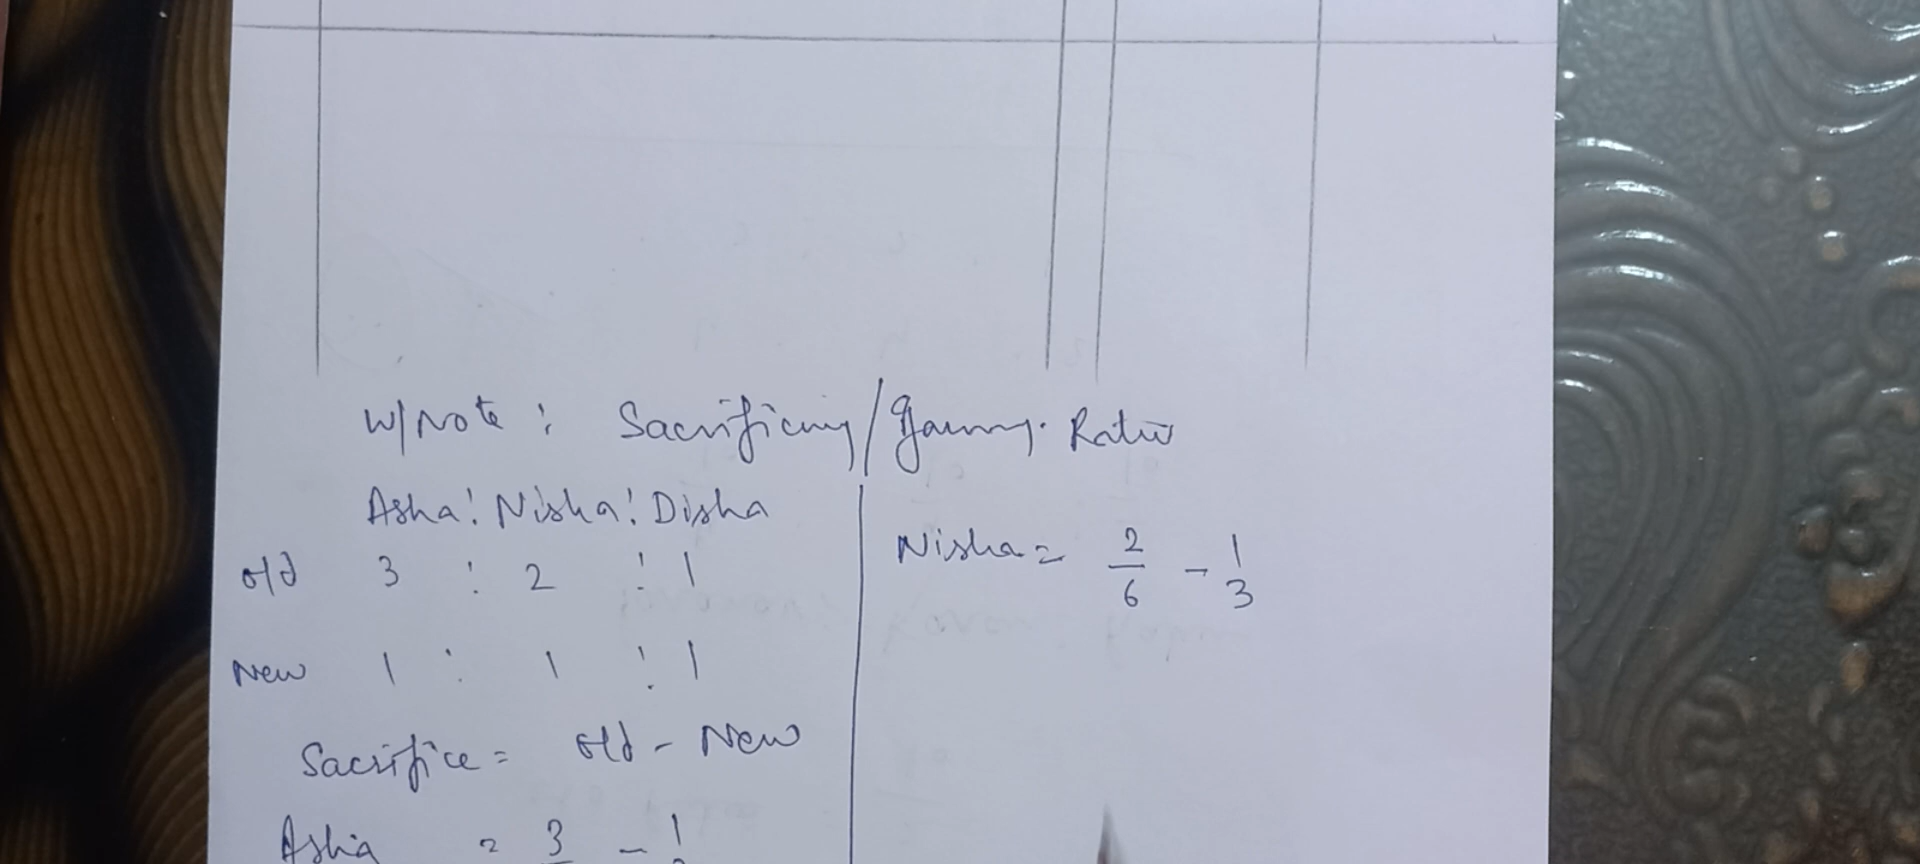 W/Note : Sacrificing/Gaining Ratio
Asha : Nisha : Disha
old 3 : 2 : 1
New 1 : 1 : 1
Sacrifice = old - New
Asha = 3 - 1
Nisha = 2/6 - 1/3